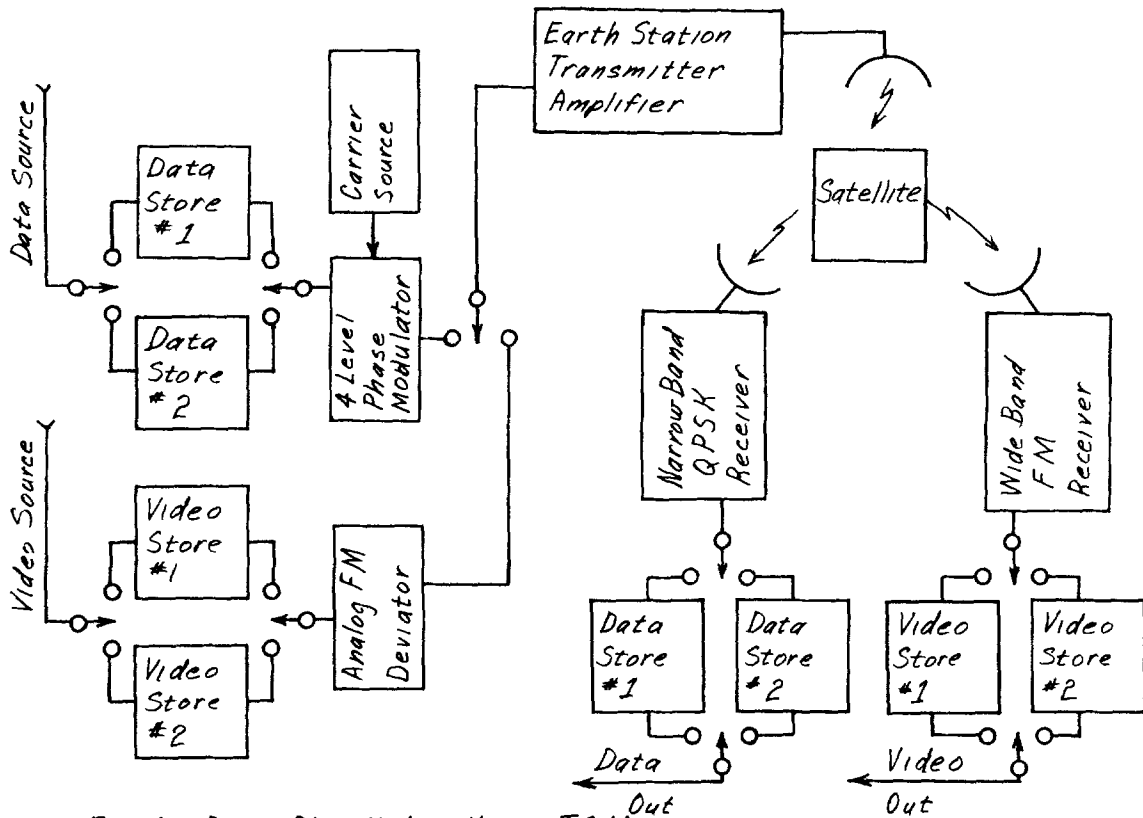 Earth Station
Transmitter
Amplifier
Carrier
Source
Data Source
Data
Store
#1
Data
Store
#2
4 Level
Phase
Modulator
Satellite
Narrow-Band
QPSK
Receiver
Wide Band
FM
Receiver
Video Source
Video
Store
#1
Video
Store
#2
Analog FM
Deviator
Data
Store
#1
Data
Store
#2
Video
Store
#1
Video
Store
#2
Data
Out
Video
Out